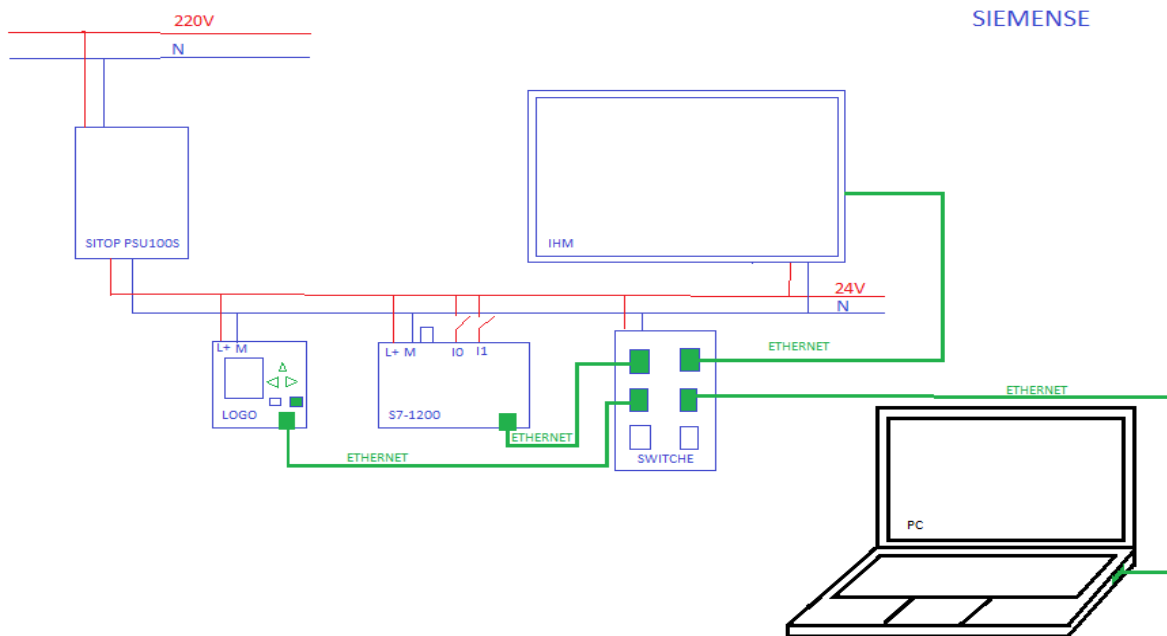 220V
SIEMENSE
N
SITOP PSU100S
IHM
24V
N
L+ M
L+ M
I0
I1
ETHERNET
ETHERNET
LOGO
S7-1200
ETHERNET
ETHERNET
SWITCHE
PC